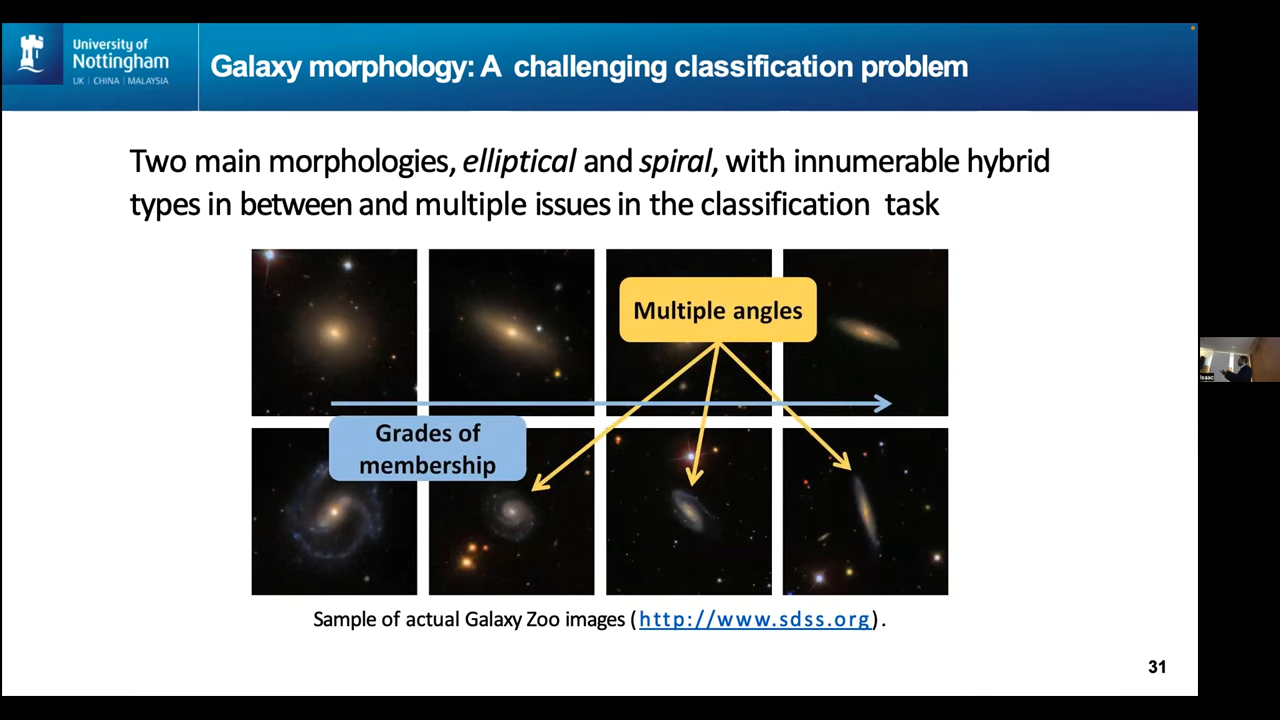 University of
Nottingham
UK | CHINA | MALAYSIA
Galaxy morphology: A challenging classification problem
Two main morphologies, elliptical and spiral, with innumerable hybrid
types in between and multiple issues in the classification task
Multiple angles
Grades of
membership
Sample of actual Galaxy Zoo images (http://www.sdss.org).
31
Isaac